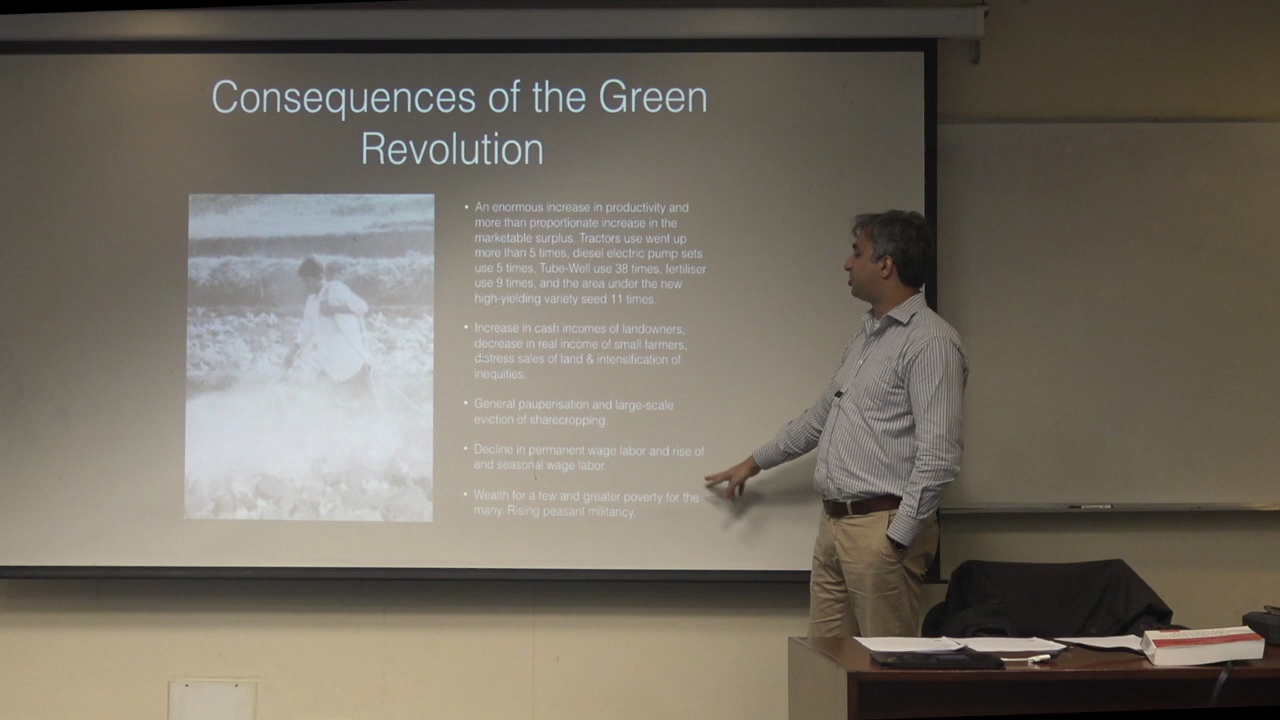 Consequences of the Green
Revolution
• An enormous increase in productivity and
more than proportionate increase in the
marketable surplus. Tractors use went up
more than 5 times, diesel electric pump sets
use 5 times, Tube-Well use 38 times, fertiliser
use 9 times, and the area under the new
high-yielding variety seed 11 times.
• Increase in cash incomes of landowners,
decrease in real income of small farmers,
distress sales of land & intensification of
inequities.
• General pauperisation and large-scale
eviction of sharecropping.
• Decline in permanent wage labor and rise of
and seasonal wage labor.
• Wealth for a few and greater poverty for the
many. Rising peasant militancy.